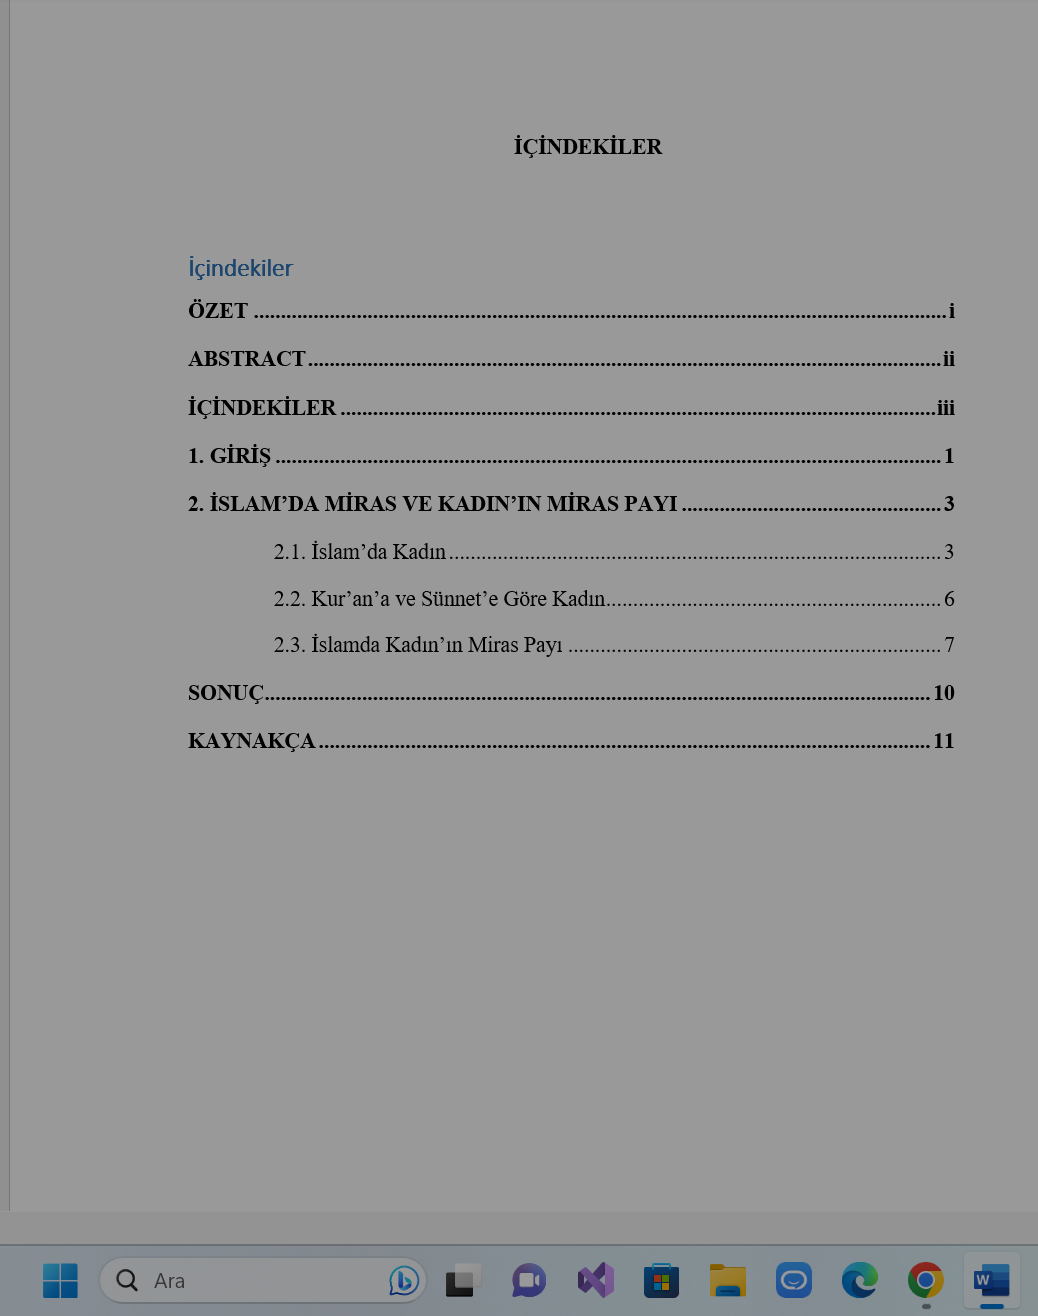 İÇİNDEKİLER
İçindekiler
ÖZET ........................................................................................................ i
ABSTRACT ........................................................................................................ ii
İÇİNDEKİLER ........................................................................................................ iii
1. GİRİŞ ........................................................................................................ 1
2. İSLAM’DA MİRAS VE KADIN’IN MİRAS PAYI ................................................ 3
2.1. İslam’da Kadın ........................................................................................ 3
2.2. Kur’an’a ve Sünnet’e Göre Kadın ............................................................ 6
2.3. İslamda Kadın’ın Miras Payı .................................................................... 7
SONUÇ ........................................................................................................ 10
KAYNAKÇA ........................................................................................................ 11
Ara
W